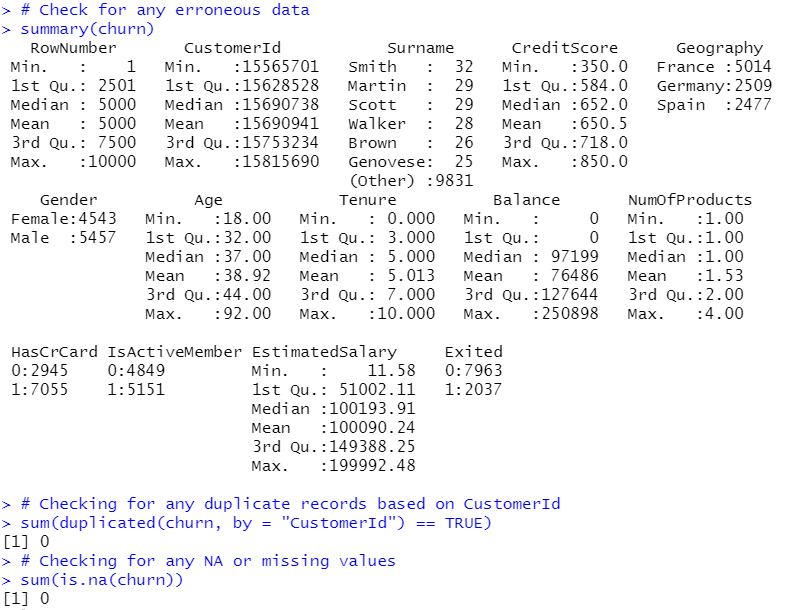 > # Check for any erroneous data
> summary(churn)
   RowNumber       CustomerId            Surname      CreditScore      Geography
 Min.   :    1   Min.   :15565701   Smith   :  32   Min.   :350.0   France :5014
 1st Qu.: 2501   1st Qu.:15628528   Martin  :  29   1st Qu.:584.0   Germany:2509
 Median : 5000   Median :15690738   Scott   :  29   Median :652.0   Spain  :2477
 Mean   : 5000   Mean   :15690941   Walker  :  28   Mean   :650.5
 3rd Qu.: 7500   3rd Qu.:15753234   Brown   :  26   3rd Qu.:718.0
 Max.   :10000   Max.   :15815690   Genovese:  25   Max.   :850.0
                                    (Other) :9831
    Gender          Age            Tenure          Balance       NumOfProducts
 Female:4543   Min.   :18.00   Min.   : 0.000   Min.   :     0   Min.   :1.00
 Male  :5457   1st Qu.:32.00   1st Qu.: 3.000   1st Qu.:     0   1st Qu.:1.00
               Median :37.00   Median : 5.000   Median : 97199   Median :1.00
               Mean   :38.92   Mean   : 5.013   Mean   : 76486   Mean   :1.53
               3rd Qu.:44.00   3rd Qu.: 7.000   3rd Qu.:127644   3rd Qu.:2.00
               Max.   :92.00   Max.   :10.000   Max.   :250898   Max.   :4.00
 HasCrCard IsActiveMember EstimatedSalary     Exited
 0:2945    0:4849         Min.   :    11.58   0:7963
 1:7055    1:5151         1st Qu.: 51002.11   1:2037
                          Median :100193.91
                          Mean   :100090.24
                          3rd Qu.:149388.25
                          Max.   :199992.48
> # Checking for any duplicate records based on CustomerId
> sum(duplicated(churn, by = "CustomerId") == TRUE)
[1] 0
> # Checking for any NA or missing values
> sum(is.na(churn))
[1] 0